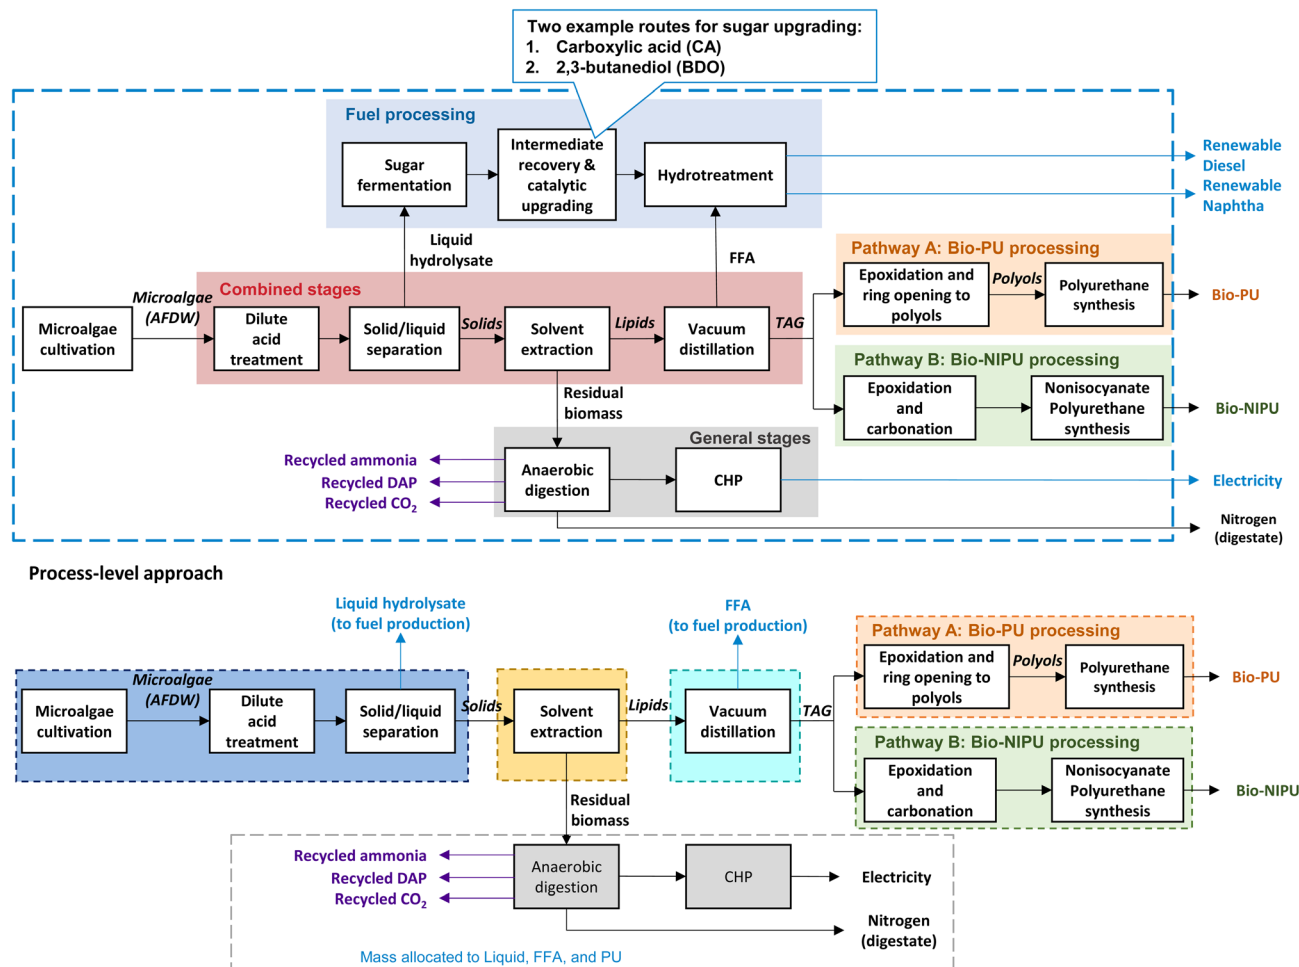 Two example routes for sugar upgrading:
1. Carboxylic acid (CA)
2. 2,3-butanediol (BDO)
Fuel processing
Sugar
fermentation
Intermediate
recovery &
catalytic
upgrading
Hydrotreatment
Renewable
Diesel
Renewable
Naphtha
Liquid
hydrolysate
FFA
Combined stages
Microalgae
(AFDW)
Microalgae
cultivation
Dilute
acid
treatment
Solid/liquid
separation
Solids
Solvent
extraction
Lipids
Vacuum
distillation
TAG
Pathway A: Bio-PU processing
Epoxidation and
ring opening to
polyols
Polyols
Polyurethane
synthesis
Bio-PU
Pathway B: Bio-NIPU processing
Epoxidation
and
carbonation
Nonisocyanate
Polyurethane
synthesis
Bio-NIPU
Residual
biomass
General stages
Recycled ammonia
Recycled DAP
Recycled CO2
Anaerobic
digestion
CHP
Electricity
Nitrogen
(digestate)
Process-level approach
Liquid hydrolysate
(to fuel production)
FFA
(to fuel production)
Microalgae
(AFDW)
Microalgae
cultivation
Dilute
acid
treatment
Solid/liquid
separation
Solids
Solvent
extraction
Lipids
Vacuum
distillation
TAG
Pathway A: Bio-PU processing
Epoxidation and
ring opening to
polyols
Polyols
Polyurethane
synthesis
Bio-PU
Pathway B: Bio-NIPU processing
Epoxidation
and
carbonation
Nonisocyanate
Polyurethane
synthesis
Bio-NIPU
Residual
biomass
Recycled ammonia
Recycled DAP
Recycled CO2
Anaerobic
digestion
CHP
Electricity
Nitrogen
(digestate)
Mass allocated to Liquid, FFA, and PU